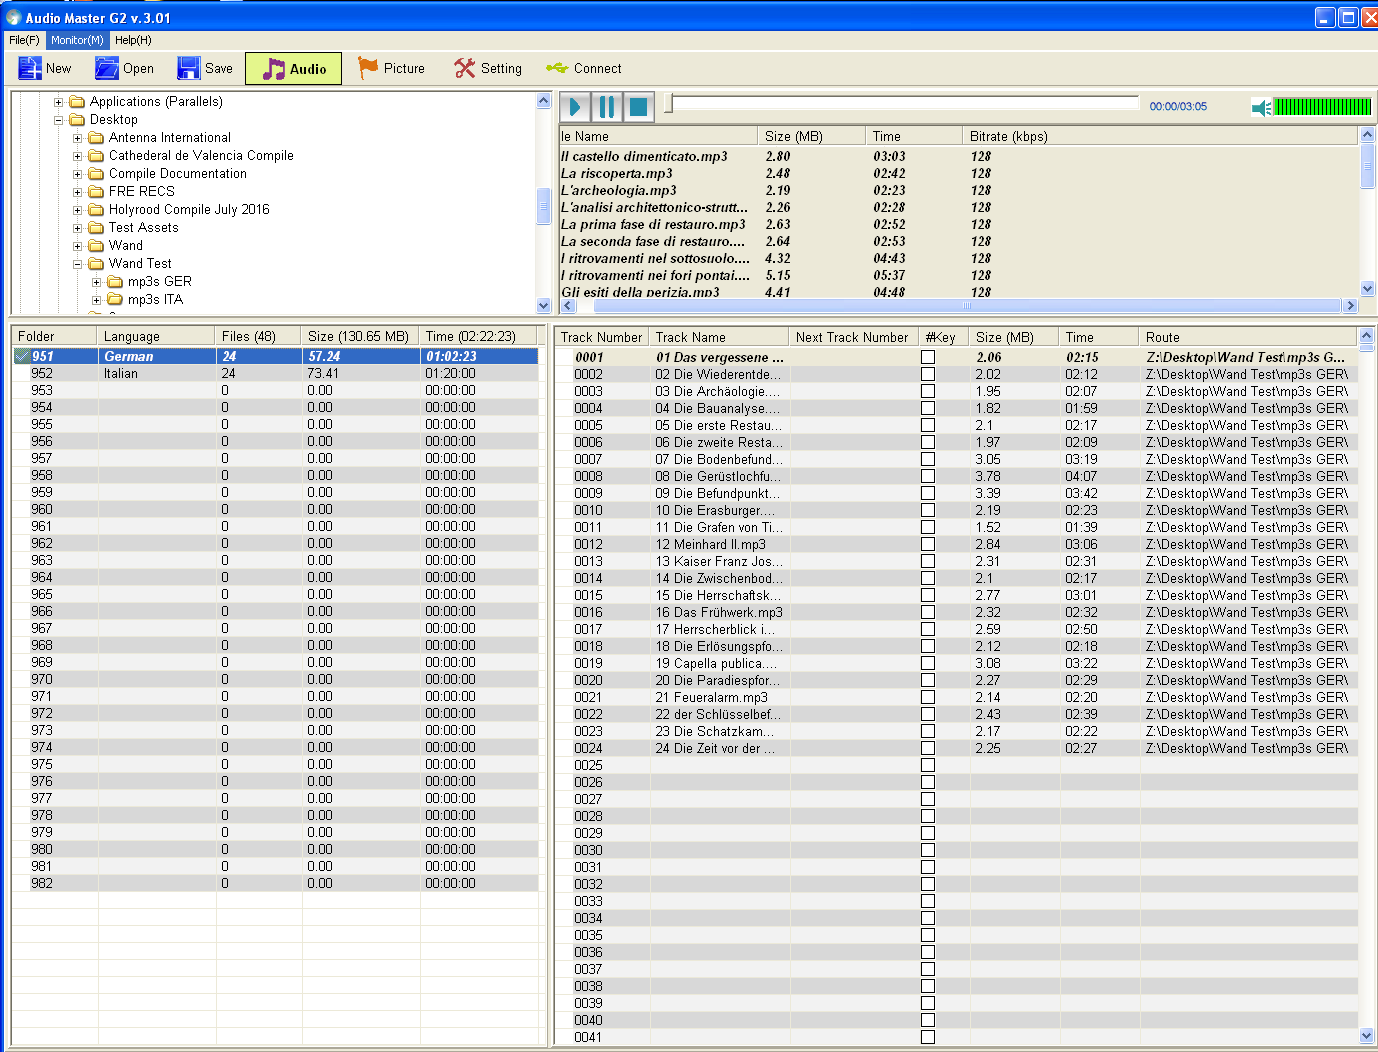 Audio Master G2 v.3.01
File(F) Monitor(M) Help(H)
New Open Save Audio Picture Setting Connect
Applications (Parallels)
Desktop
Antenna International
Cathederal de Valencia Compile
Compile Documentation
FRE RECS
Holyrood Compile July 2016
Test Assets
Wand
Wand Test
mp3s GER
mp3s ITA
00:00/03:05
le Name Size (MB) Time Bitrate (kbps)
Il castello dimenticato.mp3 2.80 03:03 128
La riscoperta.mp3 2.48 02:42 128
L'archeologia.mp3 2.19 02:23 128
L'analisi architettonico-strutt... 2.26 02:28 128
La prima fase di restauro.mp3 2.63 02:52 128
La seconda fase di restauro.... 2.64 02:53 128
I ritrovamenti nel sottosuolo.... 4.32 04:43 128
I ritrovamenti nei fori pontai.... 5.15 05:37 128
Gli esiti della perizia.mp3 4.41 04:48 128
Folder Language Files (48) Size (130.65 MB) Time (02:22:23)
951 German 24 57.24 01:02:23
952 Italian 24 73.41 01:20:00
953 0 0.00 00:00:00
954 0 0.00 00:00:00
955 0 0.00 00:00:00
956 0 0.00 00:00:00
957 0 0.00 00:00:00
958 0 0.00 00:00:00
959 0 0.00 00:00:00
960 0 0.00 00:00:00
961 0 0.00 00:00:00
962 0 0.00 00:00:00
963 0 0.00 00:00:00
964 0 0.00 00:00:00
965 0 0.00 00:00:00
966 0 0.00 00:00:00
967 0 0.00 00:00:00
968 0 0.00 00:00:00
969 0 0.00 00:00:00
970 0 0.00 00:00:00
971 0 0.00 00:00:00
972 0 0.00 00:00:00
973 0 0.00 00:00:00
974 0 0.00 00:00:00
975 0 0.00 00:00:00
976 0 0.00 00:00:00
977 0 0.00 00:00:00
978 0 0.00 00:00:00
979 0 0.00 00:00:00
980 0 0.00 00:00:00
981 0 0.00 00:00:00
982 0 0.00 00:00:00
Track Number Track Name Next Track Number #Key Size (MB) Time Route
0001 01 Das vergessene ... 2.06 02:15 Z:\Desktop\Wand Test\mp3s G...
0002 02 Die Wiederentde... 2.02 02:12 Z:\Desktop\Wand Test\mp3s GER\
0003 03 Die Archäologie.... 1.95 02:07 Z:\Desktop\Wand Test\mp3s GER\
0004 04 Die Bauanalyse.... 1.82 01:59 Z:\Desktop\Wand Test\mp3s GER\
0005 05 Die erste Restau... 2.1 02:17 Z:\Desktop\Wand Test\mp3s GER\
0006 06 Die zweite Resta... 1.97 02:09 Z:\Desktop\Wand Test\mp3s GER\
0007 07 Die Bodenbefund... 3.05 03:19 Z:\Desktop\Wand Test\mp3s GER\
0008 08 Die Gerüstlochfu... 3.78 04:07 Z:\Desktop\Wand Test\mp3s GER\
0009 09 Die Befundpunkt... 3.39 03:42 Z:\Desktop\Wand Test\mp3s GER\
0010 10 Die Erasburger.... 2.19 02:23 Z:\Desktop\Wand Test\mp3s GER\
0011 11 Die Grafen von Ti... 1.52 01:39 Z:\Desktop\Wand Test\mp3s GER\
0012 12 Meinhard II.mp3 2.84 03:06 Z:\Desktop\Wand Test\mp3s GER\
0013 13 Kaiser Franz Jos... 2.31 02:31 Z:\Desktop\Wand Test\mp3s GER\
0014 14 Die Zwischenbod... 2.1 02:17 Z:\Desktop\Wand Test\mp3s GER\
0015 15 Die Herrschaftsk... 2.77 03:01 Z:\Desktop\Wand Test\mp3s GER\
0016 16 Das Frühwerk.mp3 2.32 02:32 Z:\Desktop\Wand Test\mp3s GER\
0017 17 Herrscherblick i... 2.59 02:50 Z:\Desktop\Wand Test\mp3s GER\
0018 18 Die Erlösungspfo... 2.12 02:18 Z:\Desktop\Wand Test\mp3s GER\
0019 19 Capella publica.... 3.08 03:22 Z:\Desktop\Wand Test\mp3s GER\
0020 20 Die Paradiespfor... 2.27 02:29 Z:\Desktop\Wand Test\mp3s GER\
0021 21 Feueralarm.mp3 2.14 02:20 Z:\Desktop\Wand Test\mp3s GER\
0022 22 der Schlüsselbef... 2.43 02:39 Z:\Desktop\Wand Test\mp3s GER\
0023 23 Die Schatzkam... 2.17 02:22 Z:\Desktop\Wand Test\mp3s GER\
0024 24 Die Zeit vor der ... 2.25 02:27 Z:\Desktop\Wand Test\mp3s GER\
0025
0026
0027
0028
0029
0030
0031
0032
0033
0034
0035
0036
0037
0038
0039
0040
0041